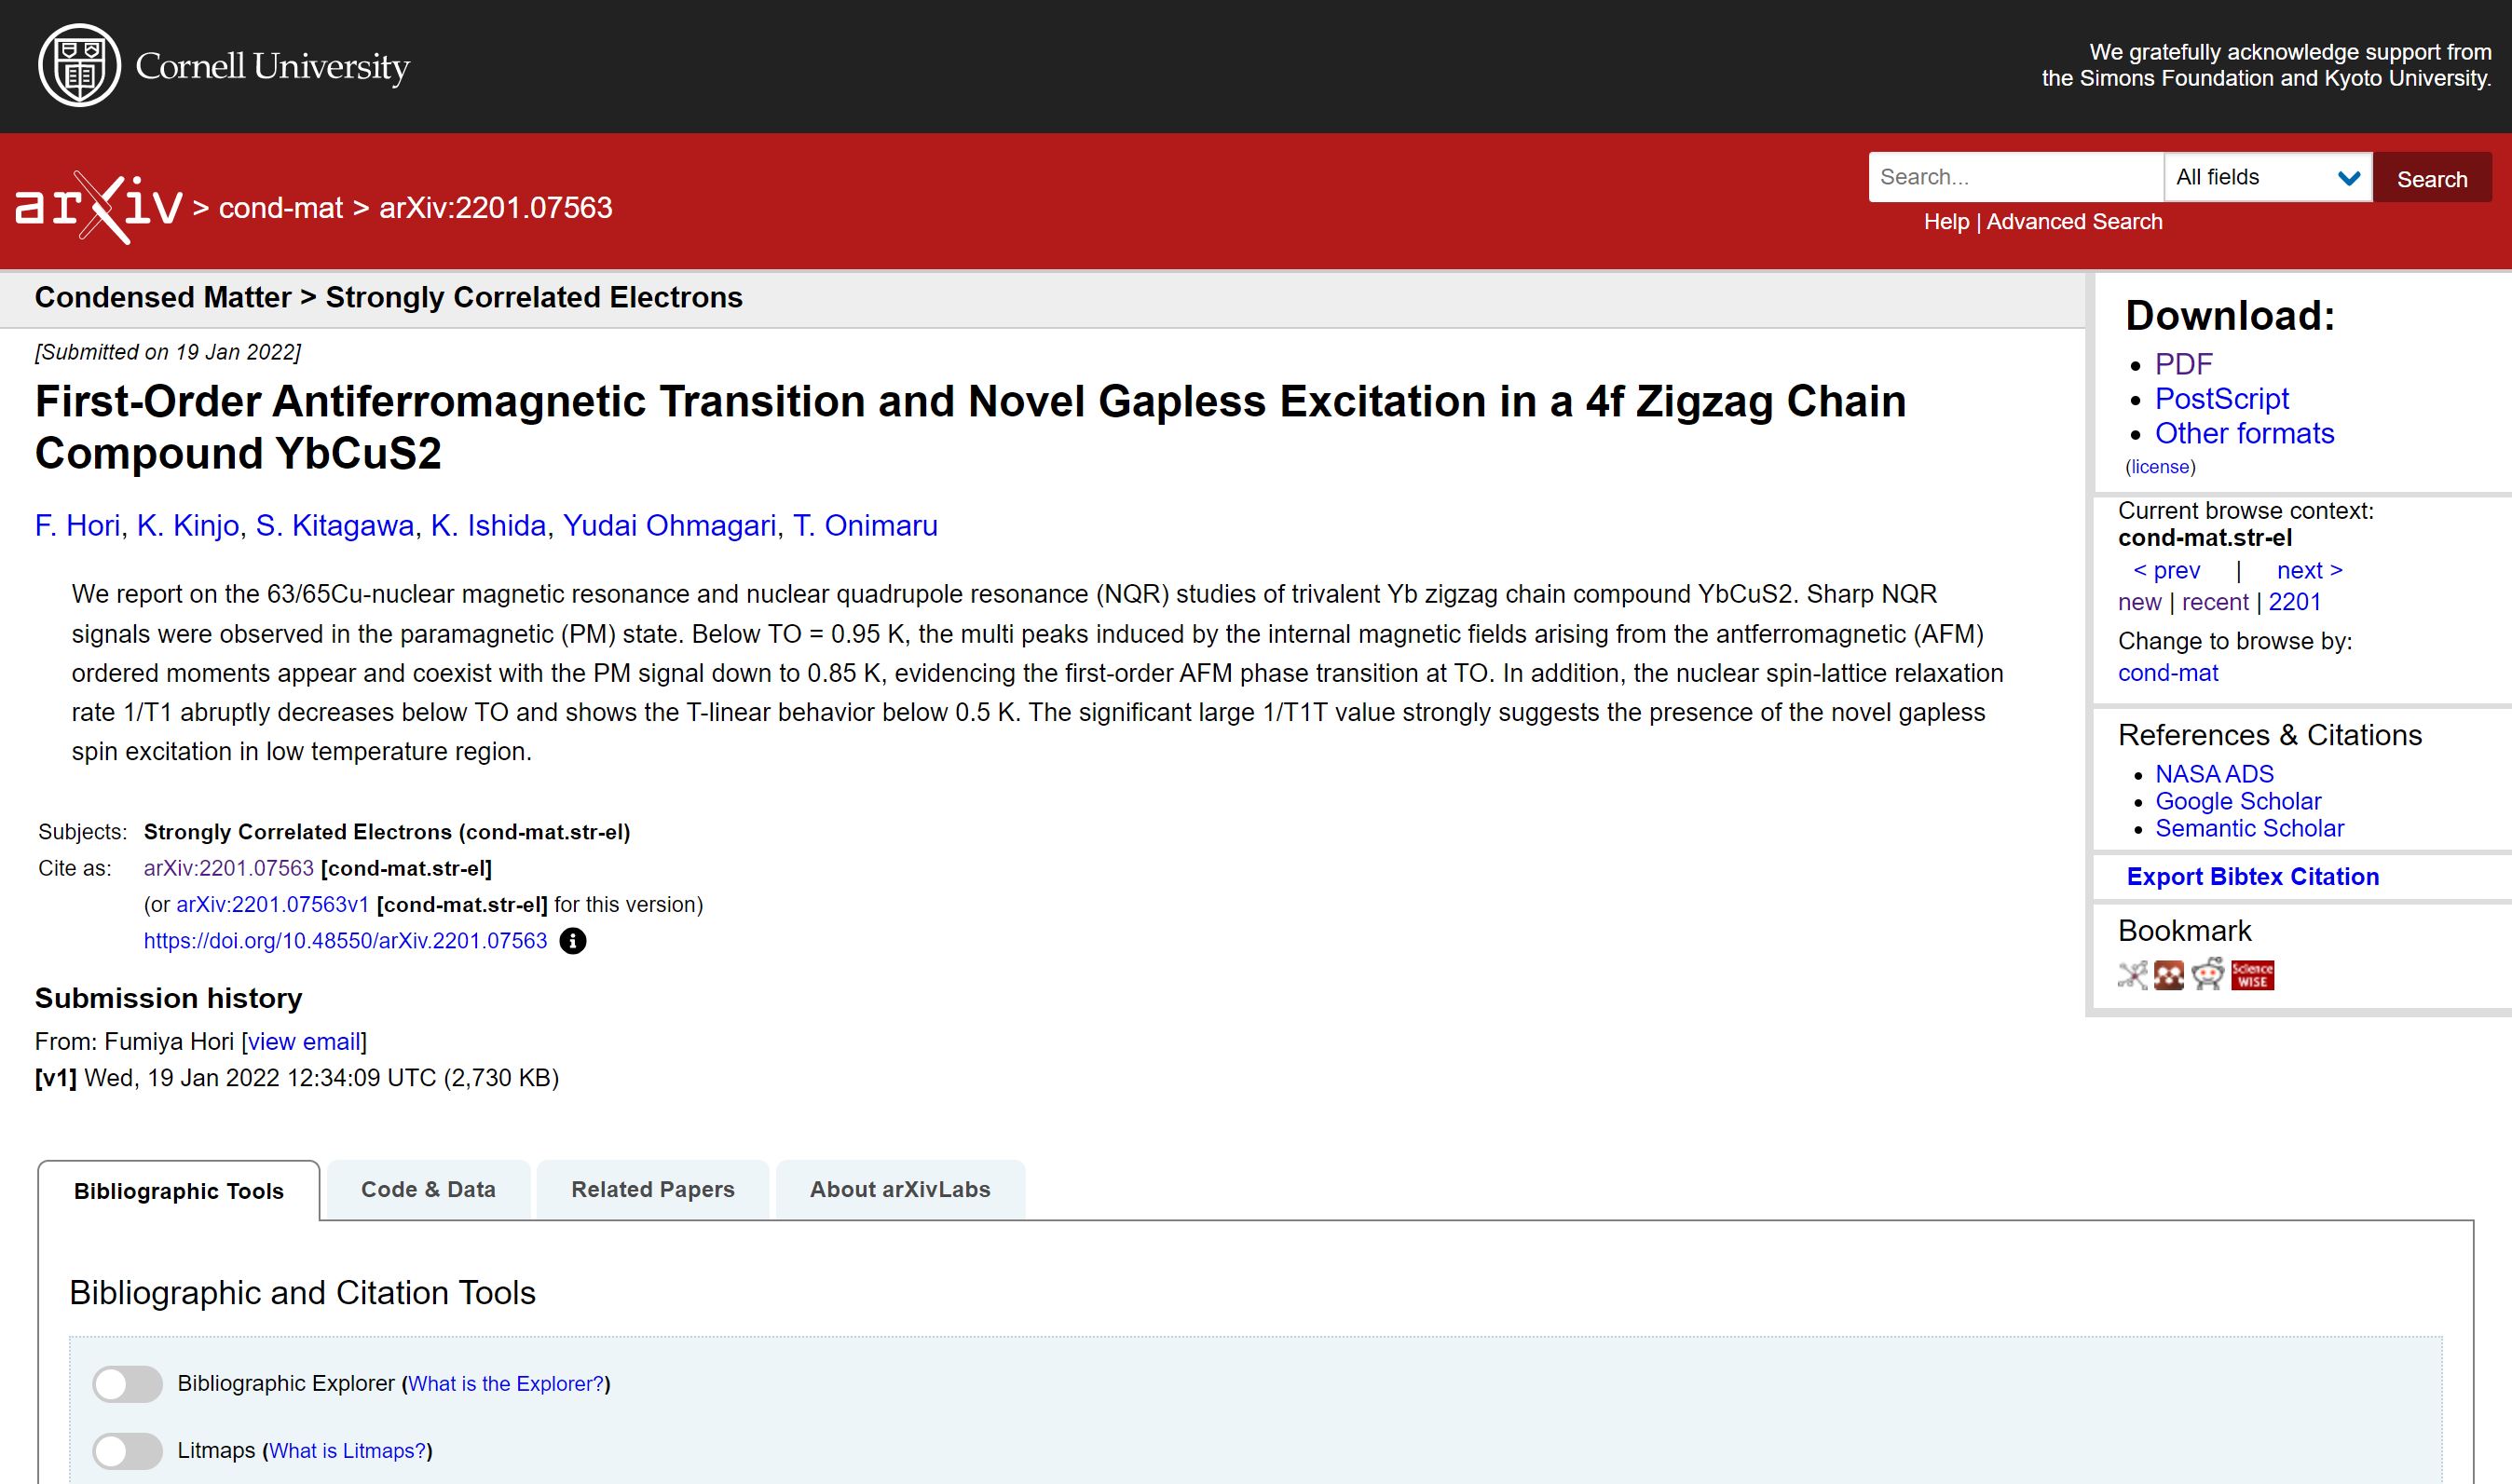 Cornell University
We gratefully acknowledge support from
the Simons Foundation and Kyoto University.
arXiv > cond-mat > arXiv:2201.07563
Search...
All fields
Search
Help | Advanced Search
Condensed Matter > Strongly Correlated Electrons
[Submitted on 19 Jan 2022]
First-Order Antiferromagnetic Transition and Novel Gapless Excitation in a 4f Zigzag Chain
Compound YbCuS2
F. Hori, K. Kinjo, S. Kitagawa, K. Ishida, Yudai Ohmagari, T. Onimaru
We report on the 63/65Cu-nuclear magnetic resonance and nuclear quadrupole resonance (NQR) studies of trivalent Yb zigzag chain compound YbCuS2. Sharp NQR
signals were observed in the paramagnetic (PM) state. Below TO = 0.95 K, the multi peaks induced by the internal magnetic fields arising from the antferromagnetic (AFM)
ordered moments appear and coexist with the PM signal down to 0.85 K, evidencing the first-order AFM phase transition at TO. In addition, the nuclear spin-lattice relaxation
rate 1/T1 abruptly decreases below TO and shows the T-linear behavior below 0.5 K. The significant large 1/T1T value strongly suggests the presence of the novel gapless
spin excitation in low temperature region.
Subjects: Strongly Correlated Electrons (cond-mat.str-el)
Cite as: arXiv:2201.07563 [cond-mat.str-el]
(or arXiv:2201.07563v1 [cond-mat.str-el] for this version)
https://doi.org/10.48550/arXiv.2201.07563
Submission history
From: Fumiya Hori [view email]
[v1] Wed, 19 Jan 2022 12:34:09 UTC (2,730 KB)
Download:
PDF
PostScript
Other formats
(license)
Current browse context:
cond-mat.str-el
< prev | next >
new | recent | 2201
Change to browse by:
cond-mat
References & Citations
NASA ADS
Google Scholar
Semantic Scholar
Export Bibtex Citation
Bookmark
Science
WISE
Bibliographic Tools
Code & Data
Related Papers
About arXivLabs
Bibliographic and Citation Tools
Bibliographic Explorer (What is the Explorer?)
Litmaps (What is Litmaps?)